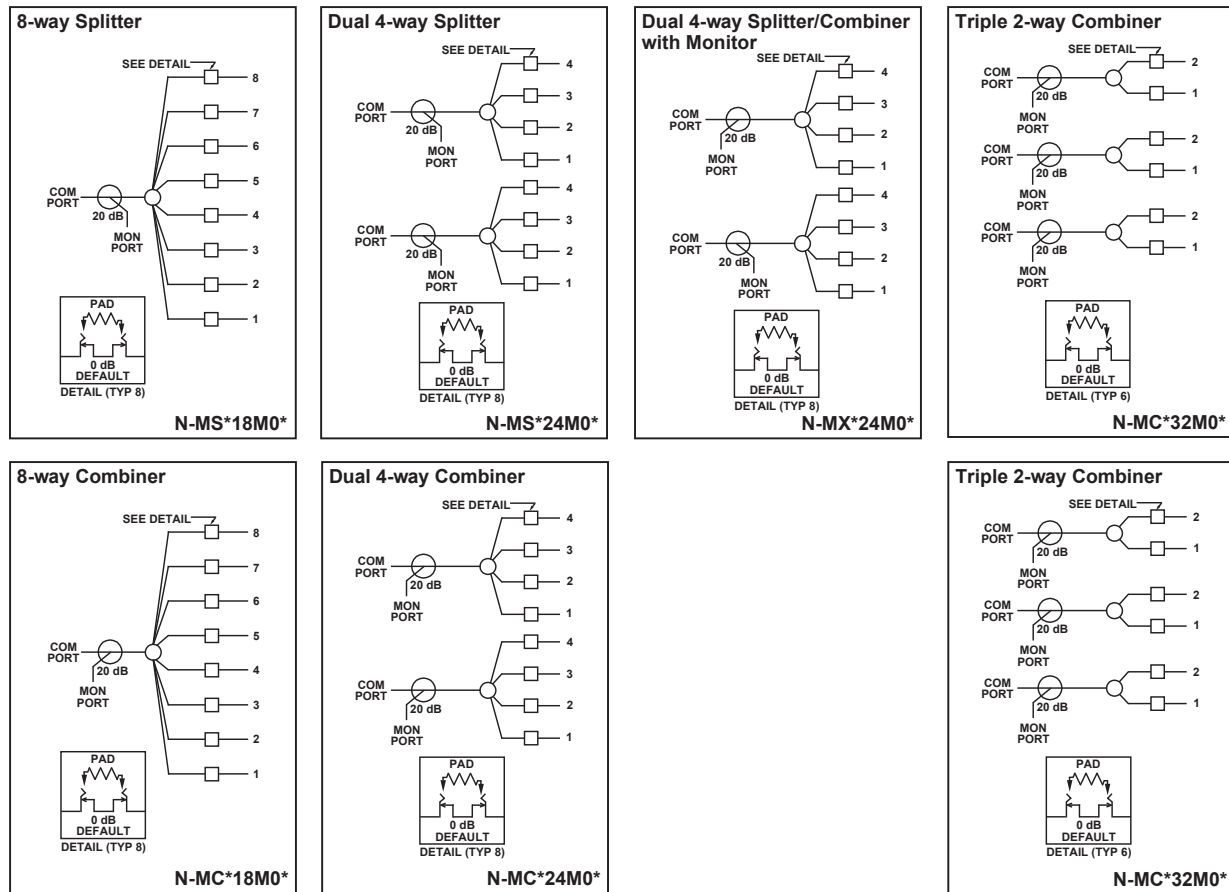 8-way Splitter
SEE DETAIL
8
7
6
5
4
3
2
1
COM
PORT
20 dB
MON
PORT
PAD
0 dB
DEFAULT
DETAIL (TYP 8)
N-MS*18M0*
Dual 4-way Splitter
SEE DETAIL
4
3
2
1
COM
PORT
20 dB
MON
PORT
4
3
2
1
COM
PORT
20 dB
MON
PORT
PAD
0 dB
DEFAULT
DETAIL (TYP 8)
N-MS*24M0*
Dual 4-way Splitter/Combiner
with Monitor
SEE DETAIL
4
3
2
1
COM
PORT
20 dB
MON
PORT
4
3
2
1
COM
PORT
20 dB
MON
PORT
PAD
0 dB
DEFAULT
DETAIL (TYP 8)
N-MX*24M0*
Triple 2-way Combiner
SEE DETAIL
2
1
COM
PORT
20 dB
MON
PORT
2
1
COM
PORT
20 dB
MON
PORT
2
1
COM
PORT
20 dB
MON
PORT
PAD
0 dB
DEFAULT
DETAIL (TYP 6)
N-MC*32M0*
8-way Combiner
SEE DETAIL
8
7
6
5
4
3
2
1
COM
PORT
20 dB
MON
PORT
PAD
0 dB
DEFAULT
DETAIL (TYP 8)
N-MC*18M0*
Dual 4-way Combiner
SEE DETAIL
4
3
2
1
COM
PORT
20 dB
MON
PORT
4
3
2
1
COM
PORT
20 dB
MON
PORT
PAD
0 dB
DEFAULT
DETAIL (TYP 8)
N-MC*24M0*
Triple 2-way Combiner
SEE DETAIL
2
1
COM
PORT
20 dB
MON
PORT
2
1
COM
PORT
20 dB
MON
PORT
2
1
COM
PORT
20 dB
MON
PORT
PAD
0 dB
DEFAULT
DETAIL (TYP 6)
N-MC*32M0*